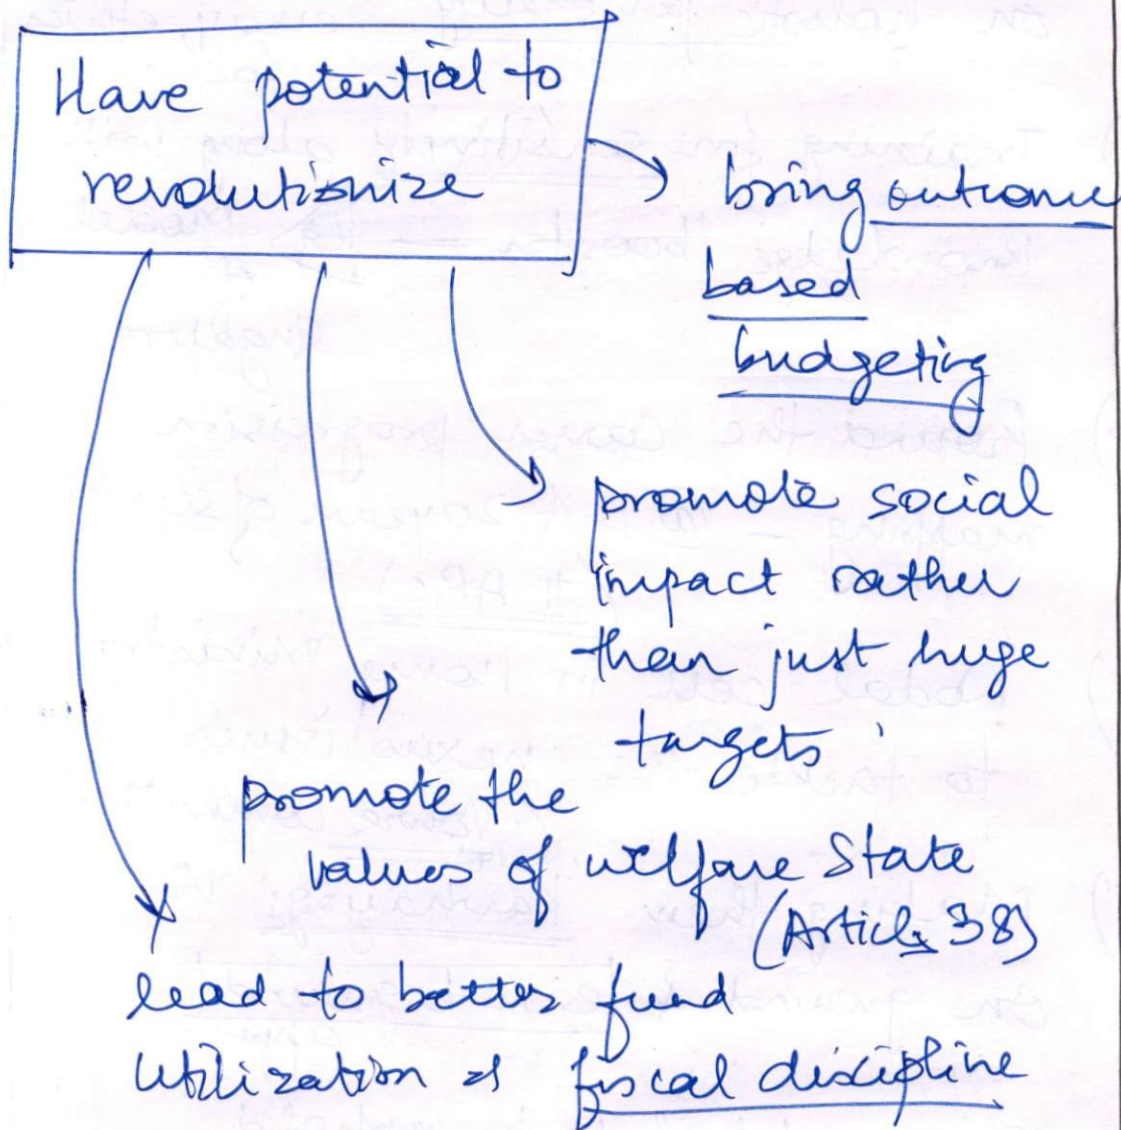 Have potential to
revolutionize
bring outcome
based
budgeting
promote social
impact rather
than just huge
targets
promote the
values of welfare State
(Article 38)
lead to better fund
utilization & fiscal discipline